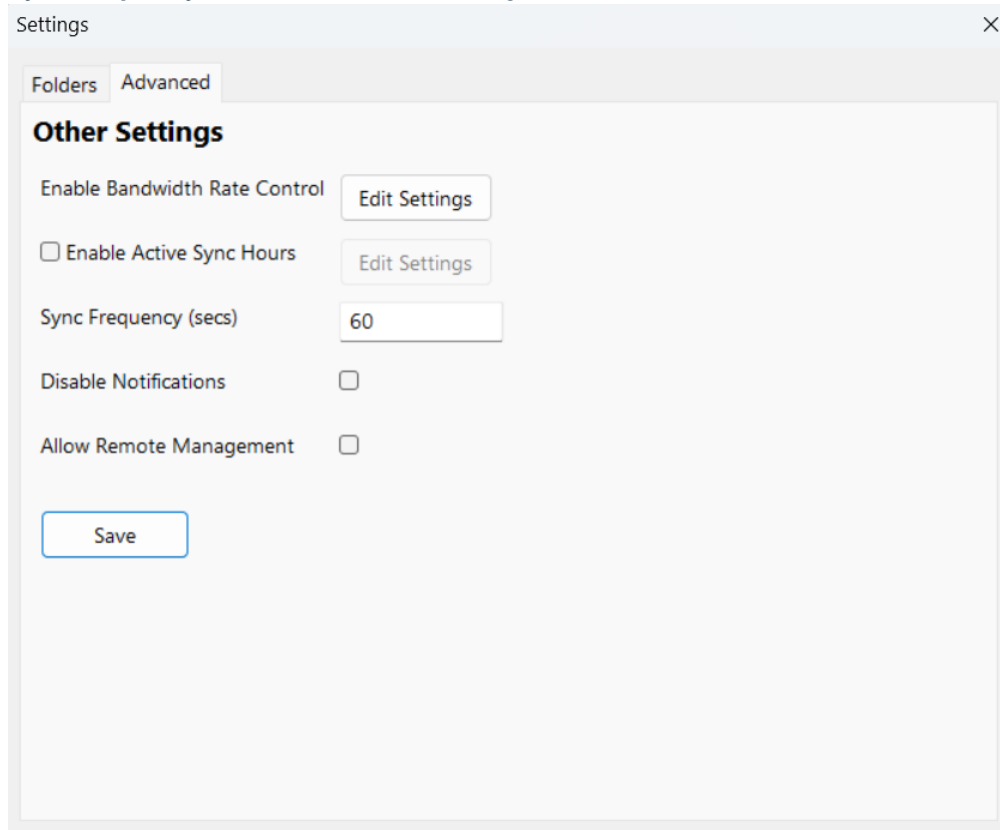 Settings
Folders Advanced
Other Settings
Enable Bandwidth Rate Control Edit Settings
Enable Active Sync Hours Edit Settings
Sync Frequency (secs) 60
Disable Notifications
Allow Remote Management
Save